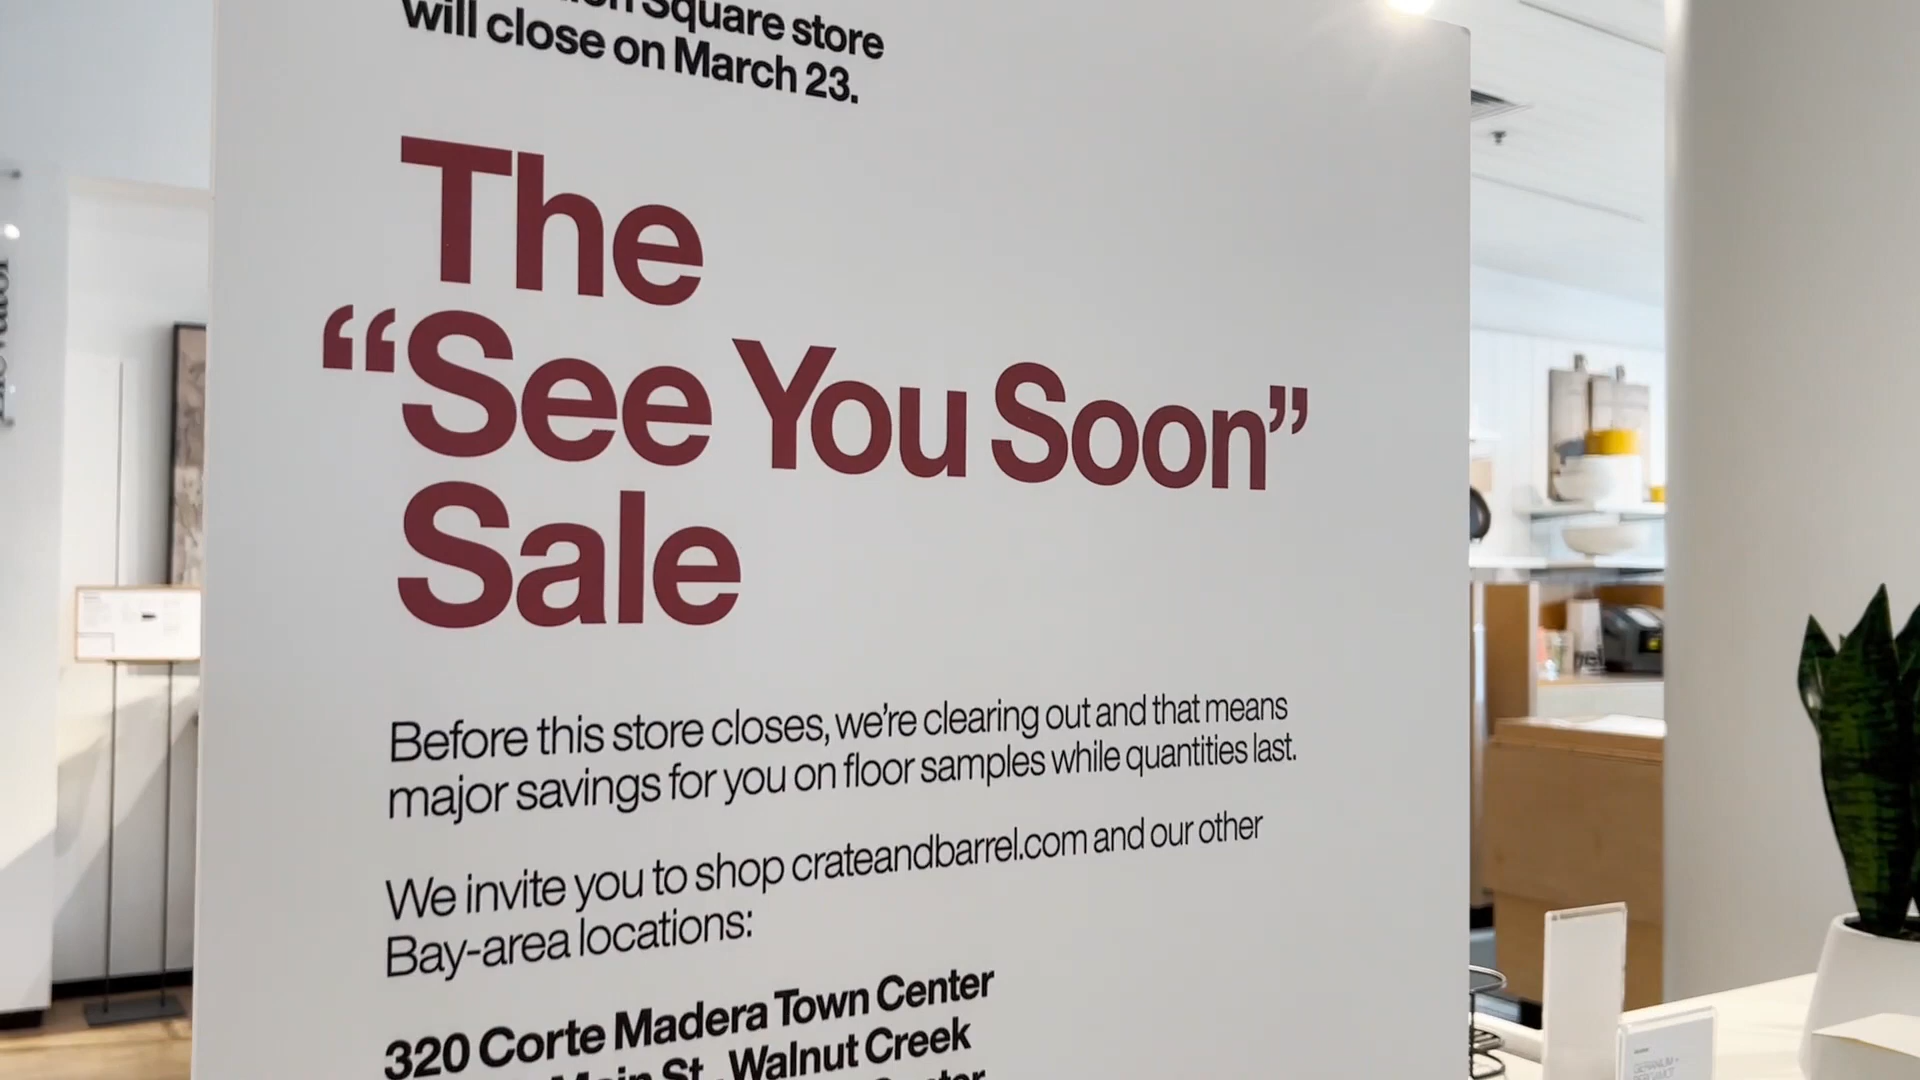 Square store
will close on March 23.
The
“See You Soon”
Sale
Before this store closes, we’re clearing out and that means
major savings for you on floor samples while quantities last.
We invite you to shop crateandbarrel.com and our other
Bay-area locations:
320 Corte Madera Town Center
Main St., Walnut Creek
Center